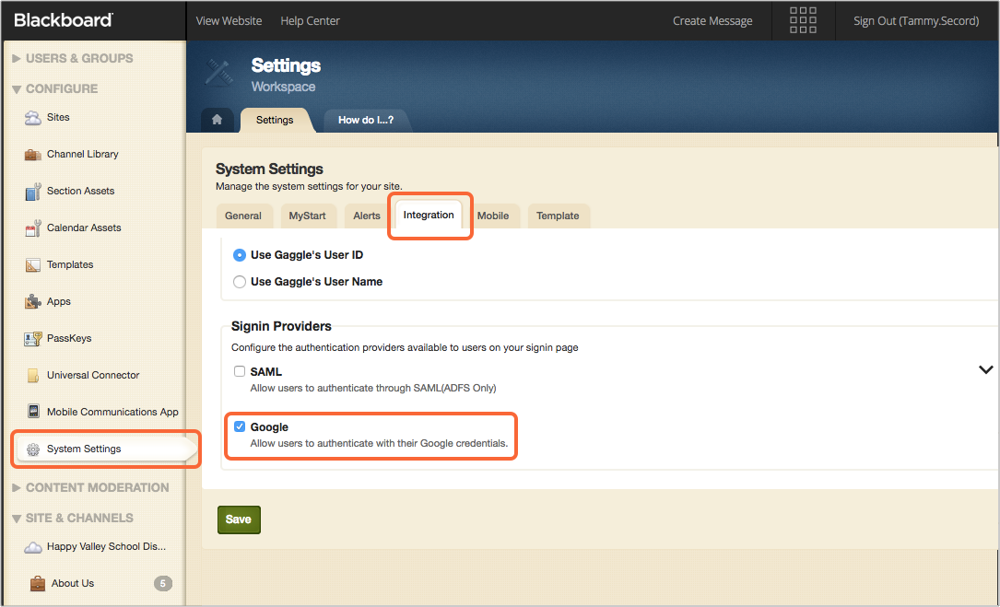 Blackboard
View Website
Help Center
Create Message
Sign Out (Tammy.Secord)
USERS & GROUPS
CONFIGURE
Sites
Channel Library
Section Assets
Calendar Assets
Templates
Apps
PassKeys
Universal Connector
Mobile Communications App
System Settings
CONTENT MODERATION
SITE & CHANNELS
Happy Valley School Dis...
About Us
5
Settings
Workspace
Settings
How do I...?
System Settings
Manage the system settings for your site.
General
MyStart
Alerts
Integration
Mobile
Template
Use Gaggle's User ID
Use Gaggle's User Name
Signin Providers
Configure the authentication providers available to users on your signin page
SAML
Allow users to authenticate through SAML(ADFS Only)
Google
Allow users to authenticate with their Google credentials.
Save